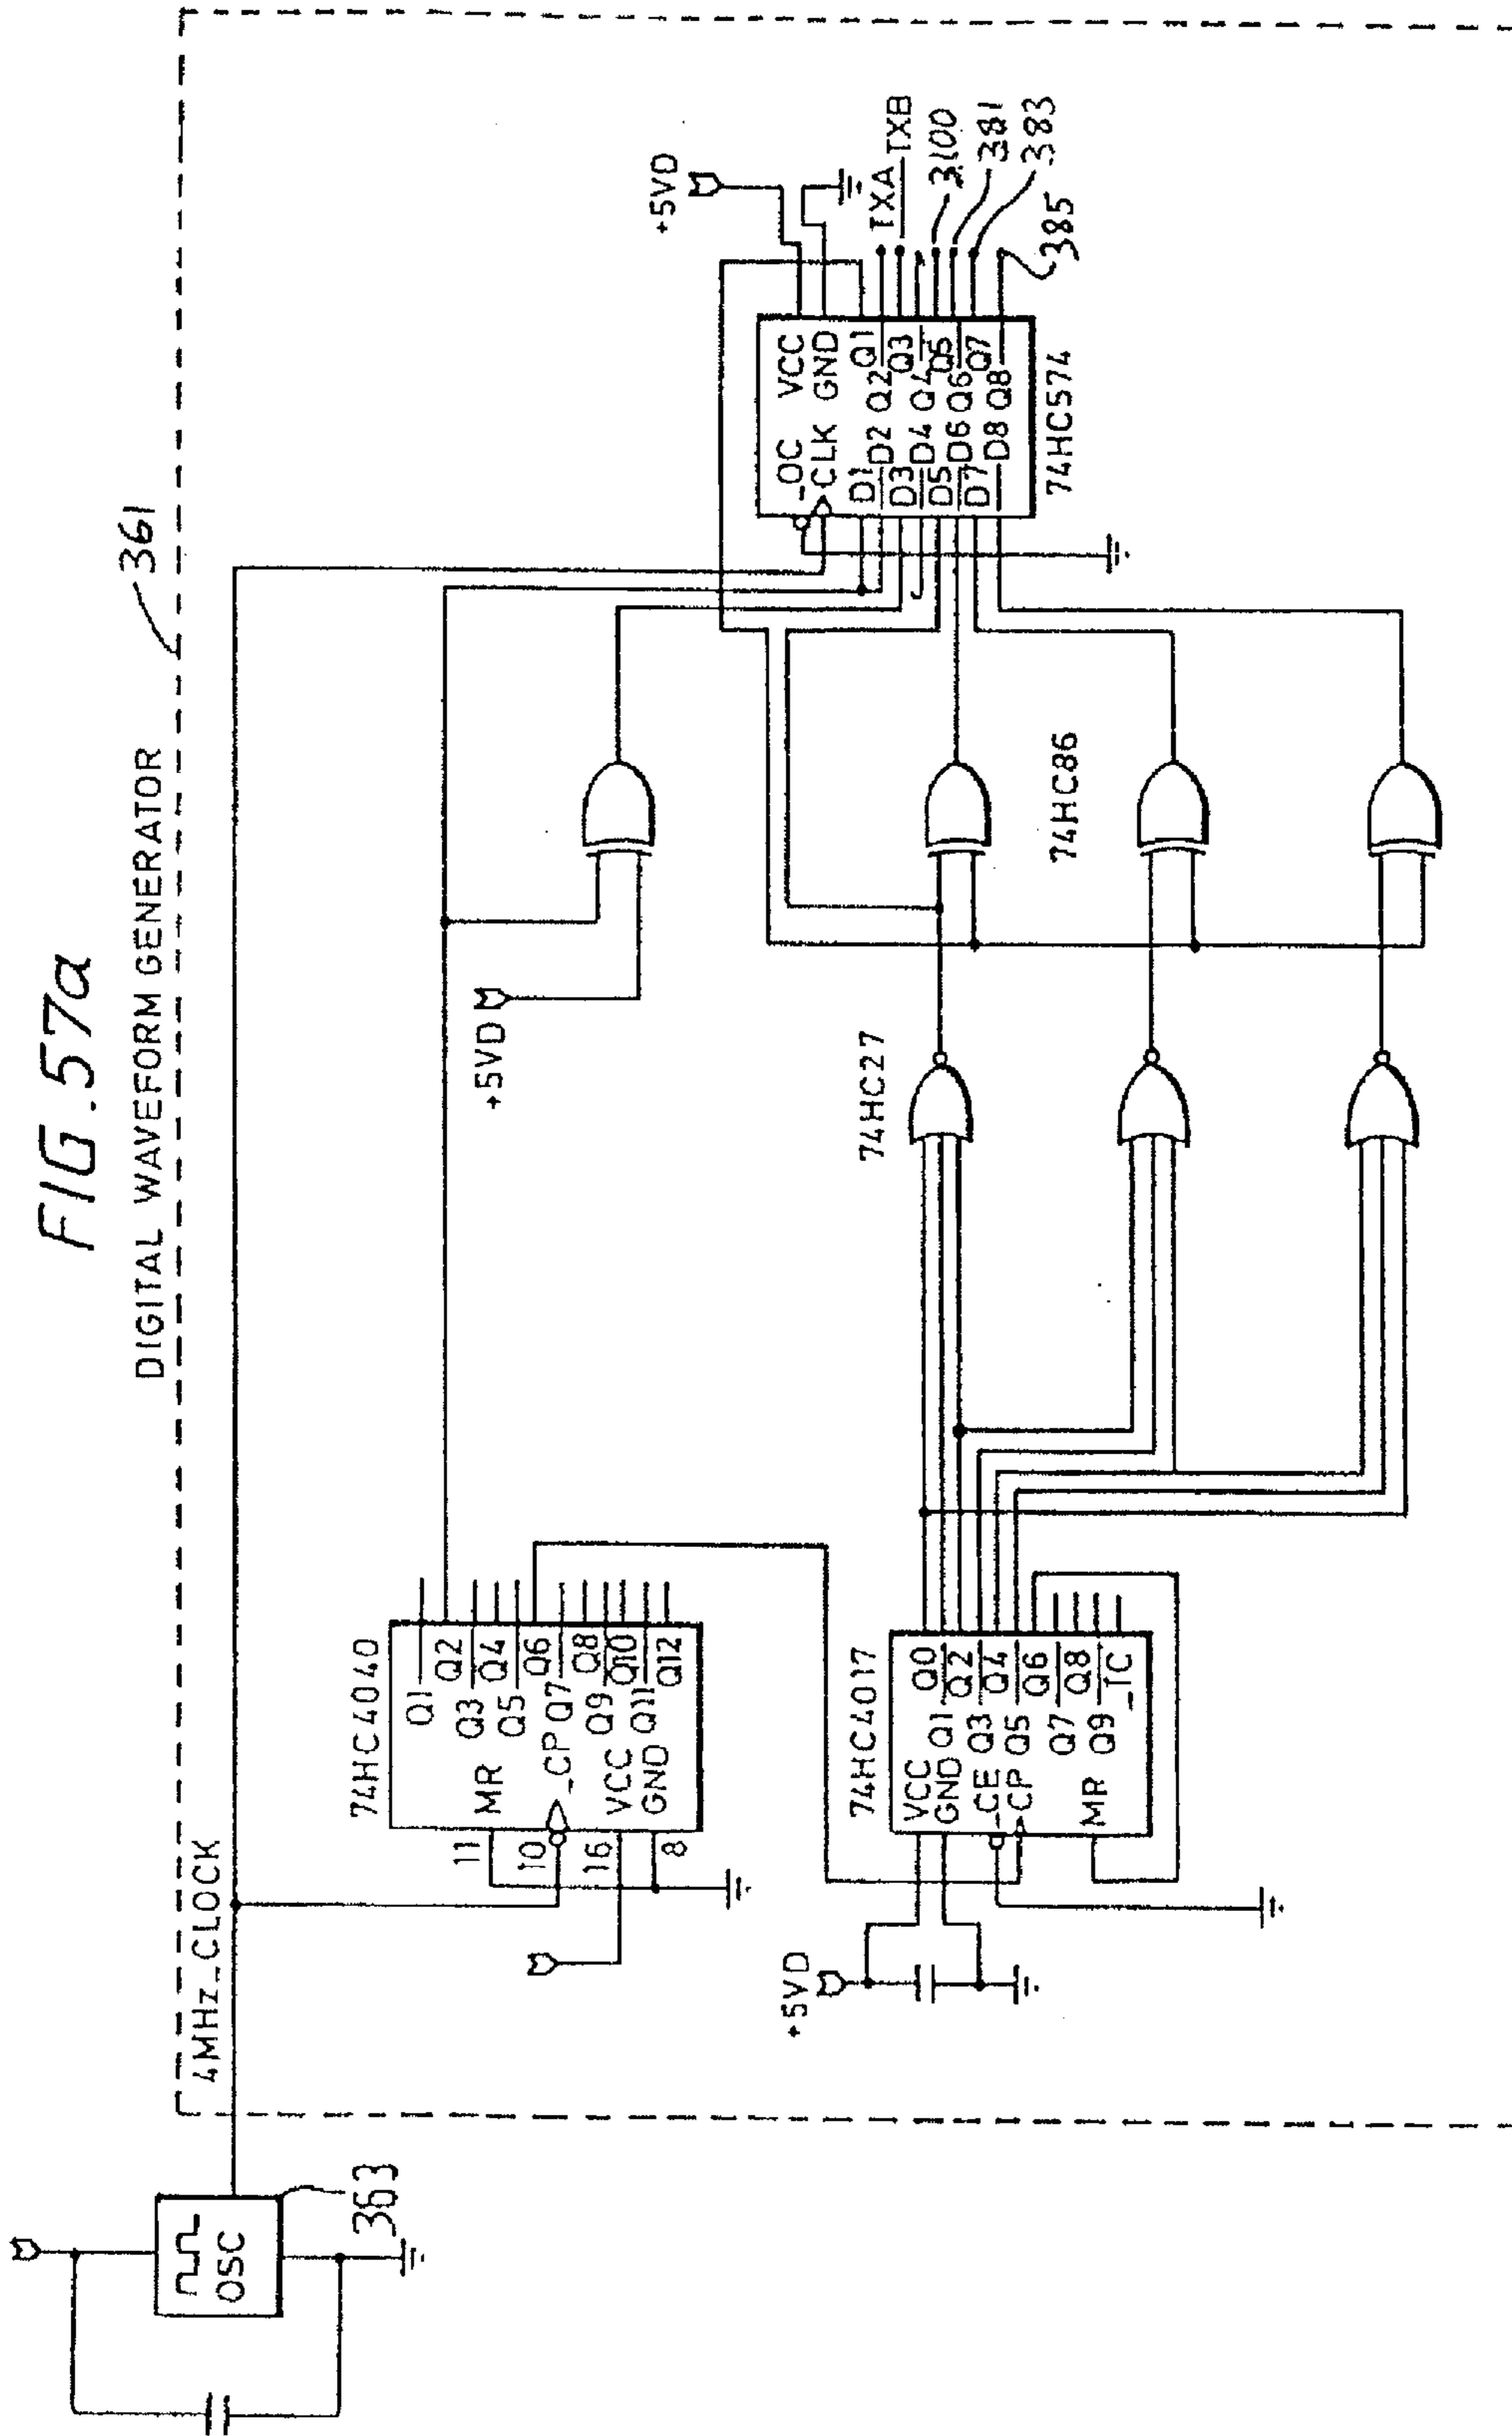 FIG. 57a
DIGITAL WAVEFORM GENERATOR
361
4MHz_CLOCK
OSC
363
74HC4040
Q1
Q2
Q3
Q4
Q5
Q6
Q7
Q8
Q9
Q10
Q11
Q12
MR
_CP
VCC
GND
11
10
16
8
+5VD
+5VD
74HC4017
VCC
GND
_CE
CP
MR
Q0
Q1
Q2
Q3
Q4
Q5
Q6
Q7
Q8
Q9
_TC
74HC27
74HC86
+5VD
_OC VCC
CLK GND
D1 Q1
D2 Q2
D3 Q3
D4 Q4
D5 Q5
D6 Q6
D7 Q7
D8 Q8
74HC574
TXA
TXB
3100
381
383
385